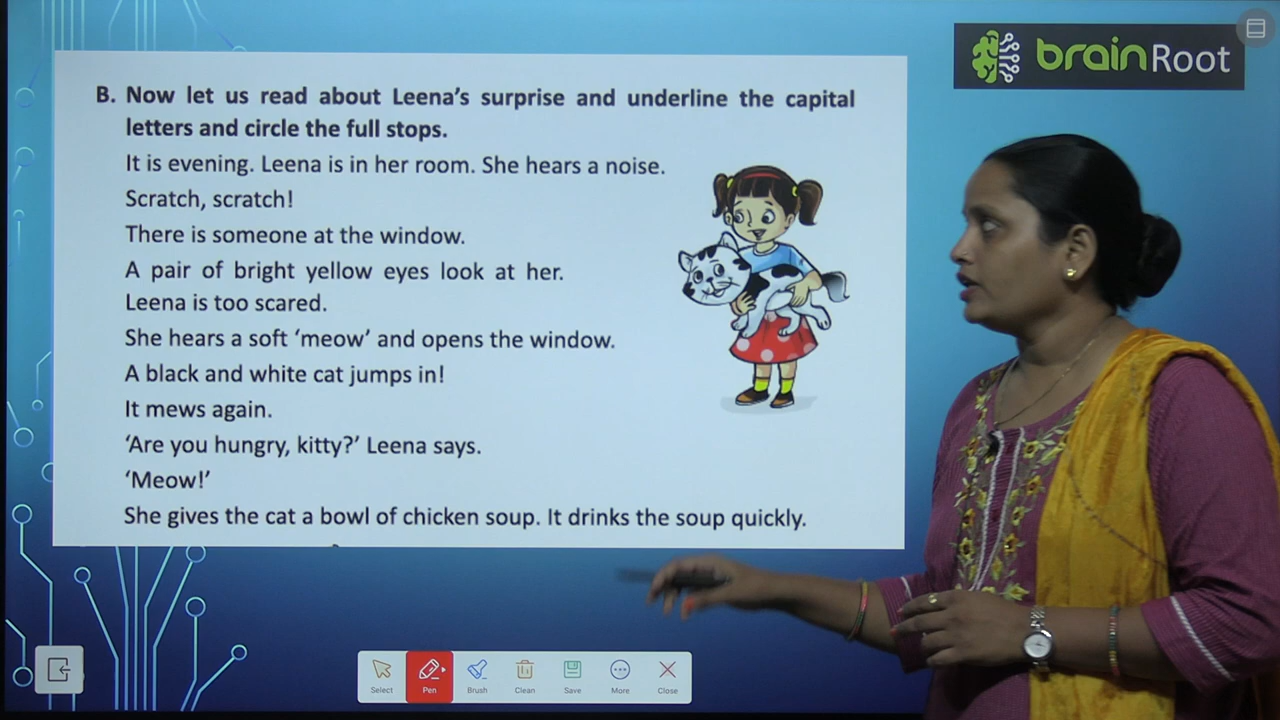 brainRoot
B. Now let us read about Leena's surprise and underline the capital
letters and circle the full stops.
It is evening. Leena is in her room. She hears a noise.
Scratch, scratch!
There is someone at the window.
A pair of bright yellow eyes look at her.
Leena is too scared.
She hears a soft 'meow' and opens the window.
A black and white cat jumps in!
It mews again.
'Are you hungry, kitty?' Leena says.
'Meow!'
She gives the cat a bowl of chicken soup. It drinks the soup quickly.
Select Pen Brush Clean Save More Close